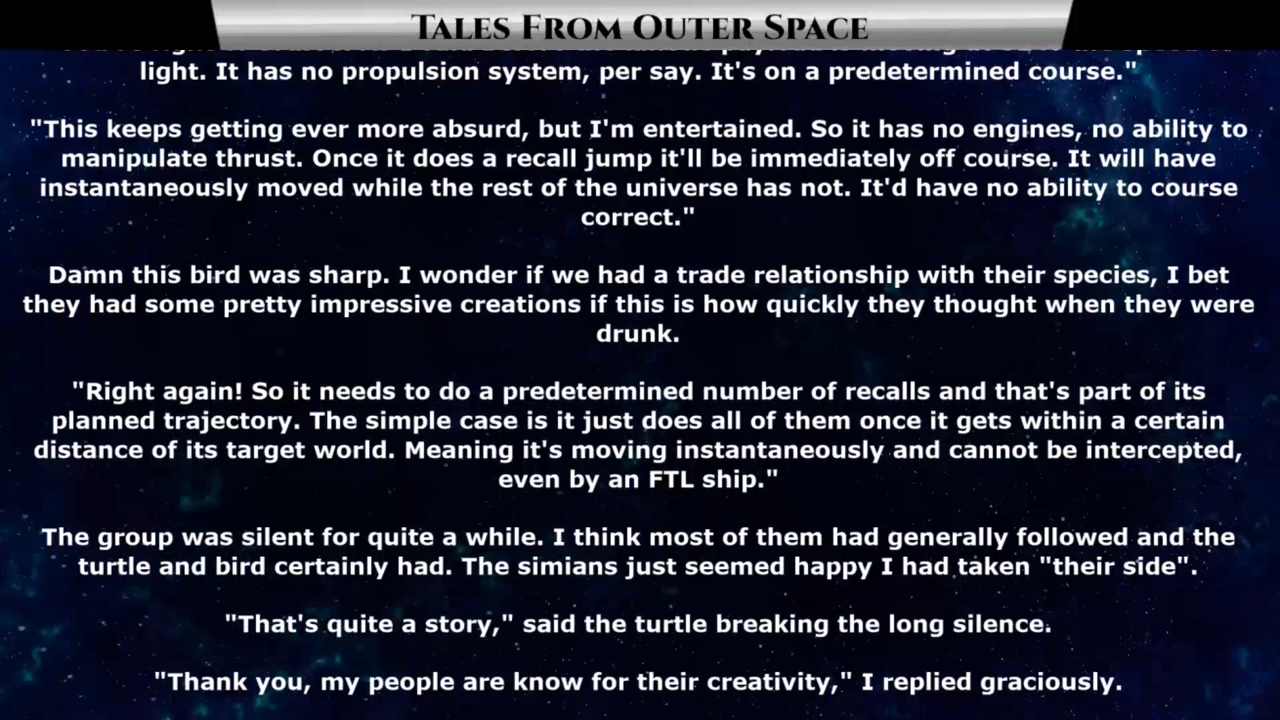 TALES FROM OUTER SPACE
light. It has no propulsion system, per say. It's on a predetermined course."
"This keeps getting ever more absurd, but I'm entertained. So it has no engines, no ability to
manipulate thrust. Once it does a recall jump it'll be immediately off course. It will have
instantaneously moved while the rest of the universe has not. It'd have no ability to course
correct."
Damn this bird was sharp. I wonder if we had a trade relationship with their species, I bet
they had some pretty impressive creations if this is how quickly they thought when they were
drunk.
"Right again! So it needs to do a predetermined number of recalls and that's part of its
planned trajectory. The simple case is it just does all of them once it gets within a certain
distance of its target world. Meaning it's moving instantaneously and cannot be intercepted,
even by an FTL ship."
The group was silent for quite a while. I think most of them had generally followed and the
turtle and bird certainly had. The simians just seemed happy I had taken "their side".
"That's quite a story," said the turtle breaking the long silence.
"Thank you, my people are know for their creativity," I replied graciously.